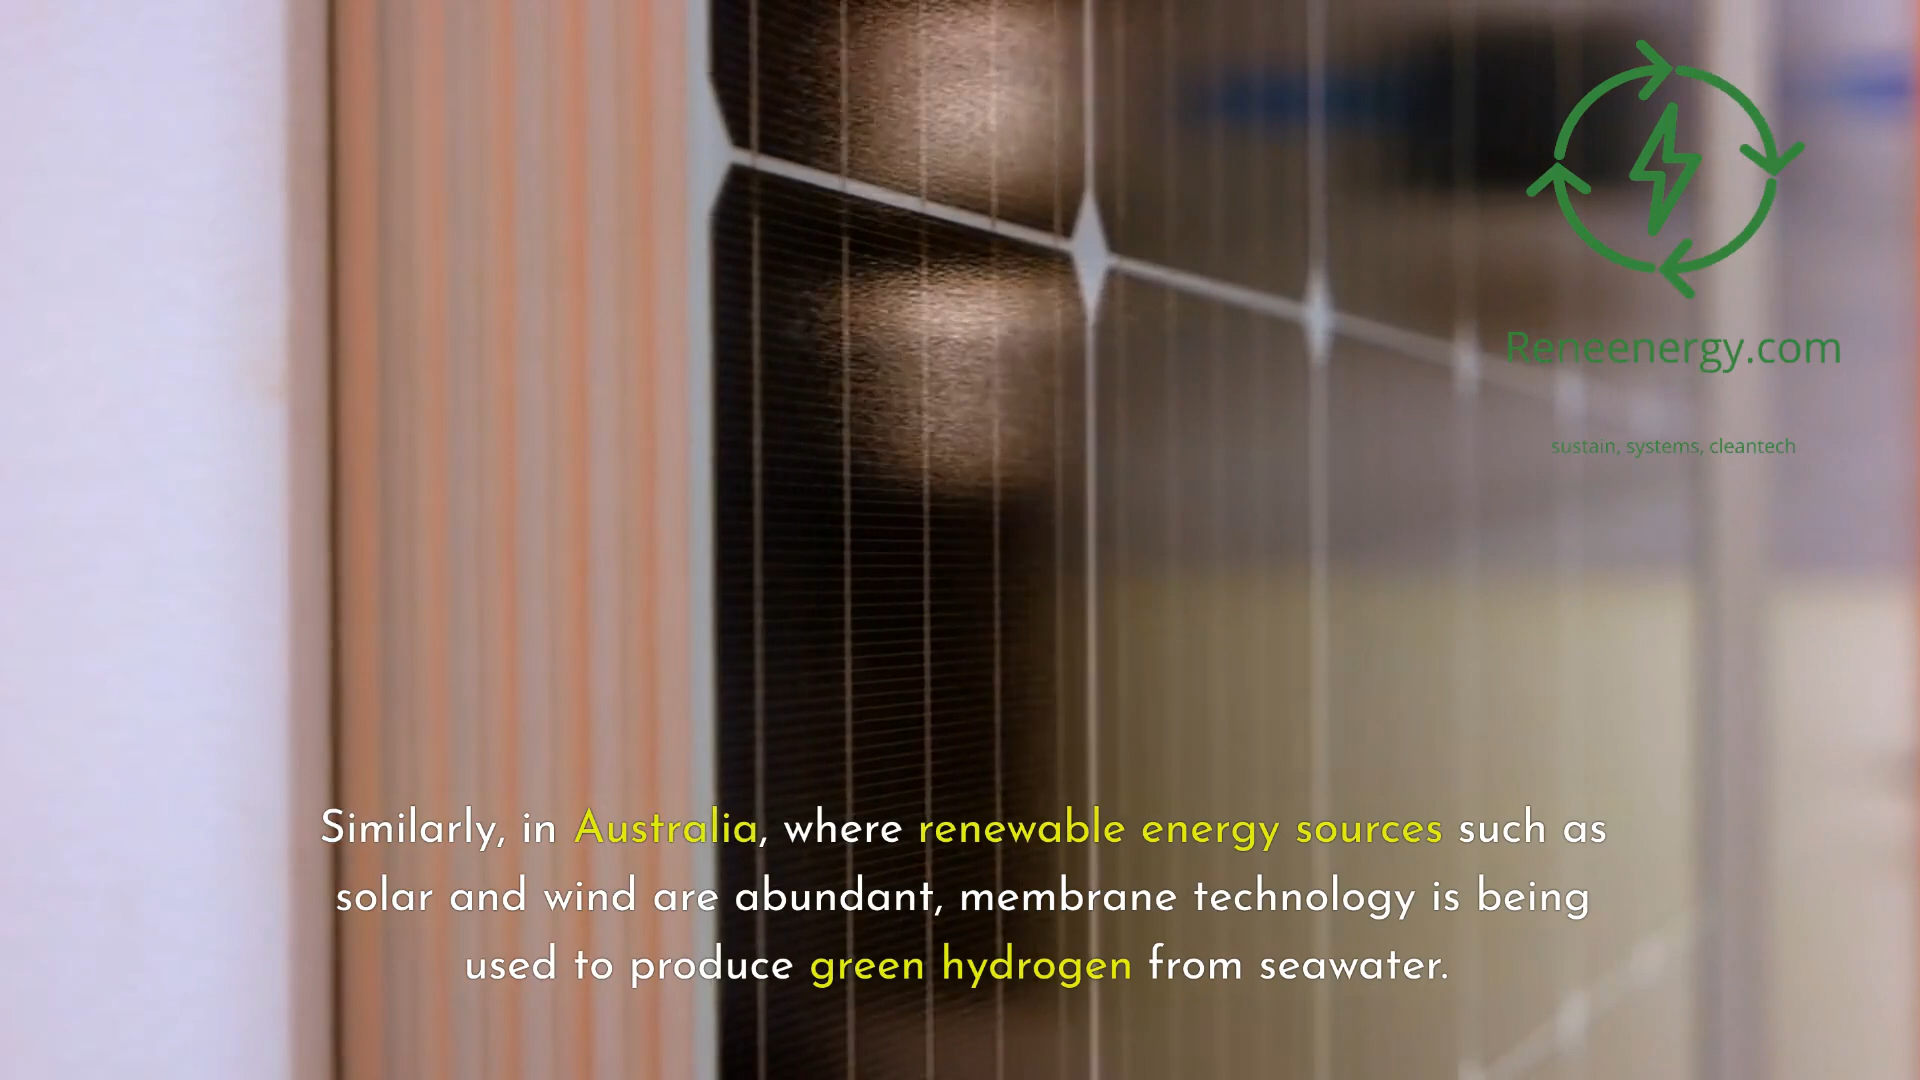 Reneenergy.com
sustain, systems, cleantech
Similarly, in Australia, where renewable energy sources such as
solar and wind are abundant, membrane technology is being
used to produce green hydrogen from seawater.